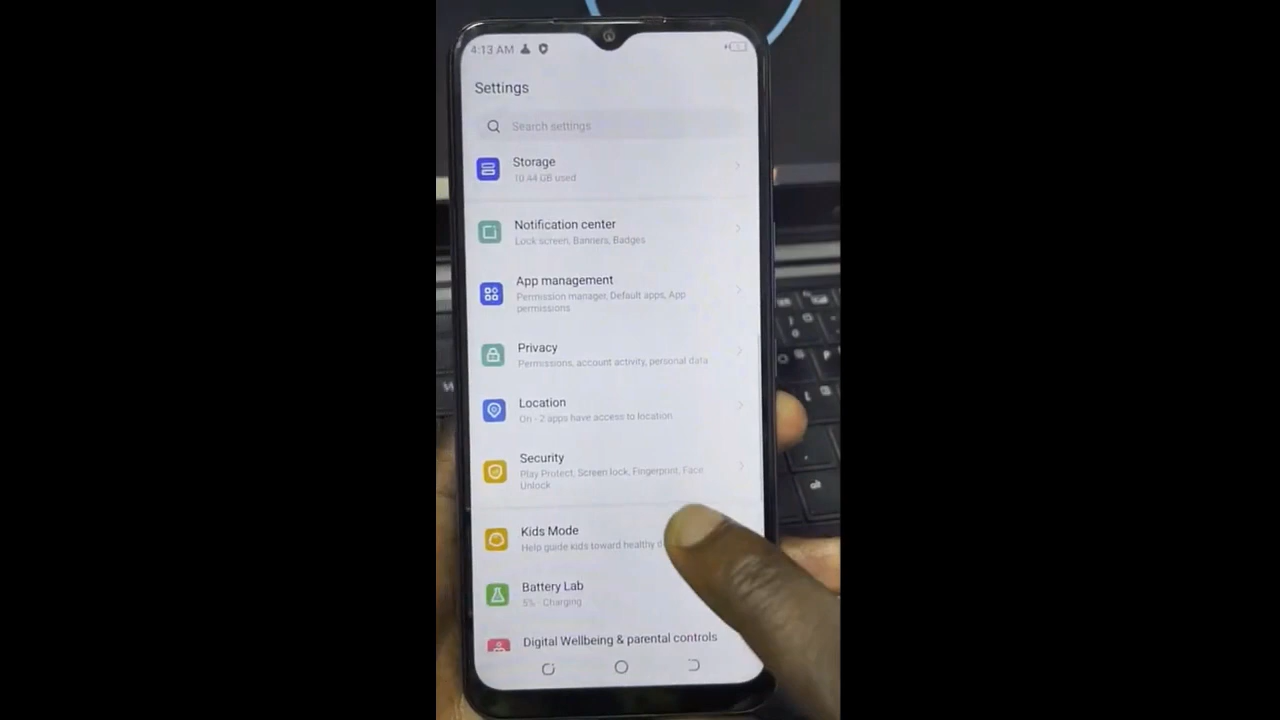 4:13 AM
Settings
Search settings
Storage
10.44 GB used
Notification center
Lock screen, Banners, Badges
App management
Permission manager, Default apps, App
permissions
Privacy
Permissions, account activity, personal data
Location
On - 2 apps have access to location
Security
Play Protect, Screen lock, Fingerprint, Face
Unlock
Kids Mode
Help guide kids toward healthy
Battery Lab
5% - Charging
Digital Wellbeing & parental controls